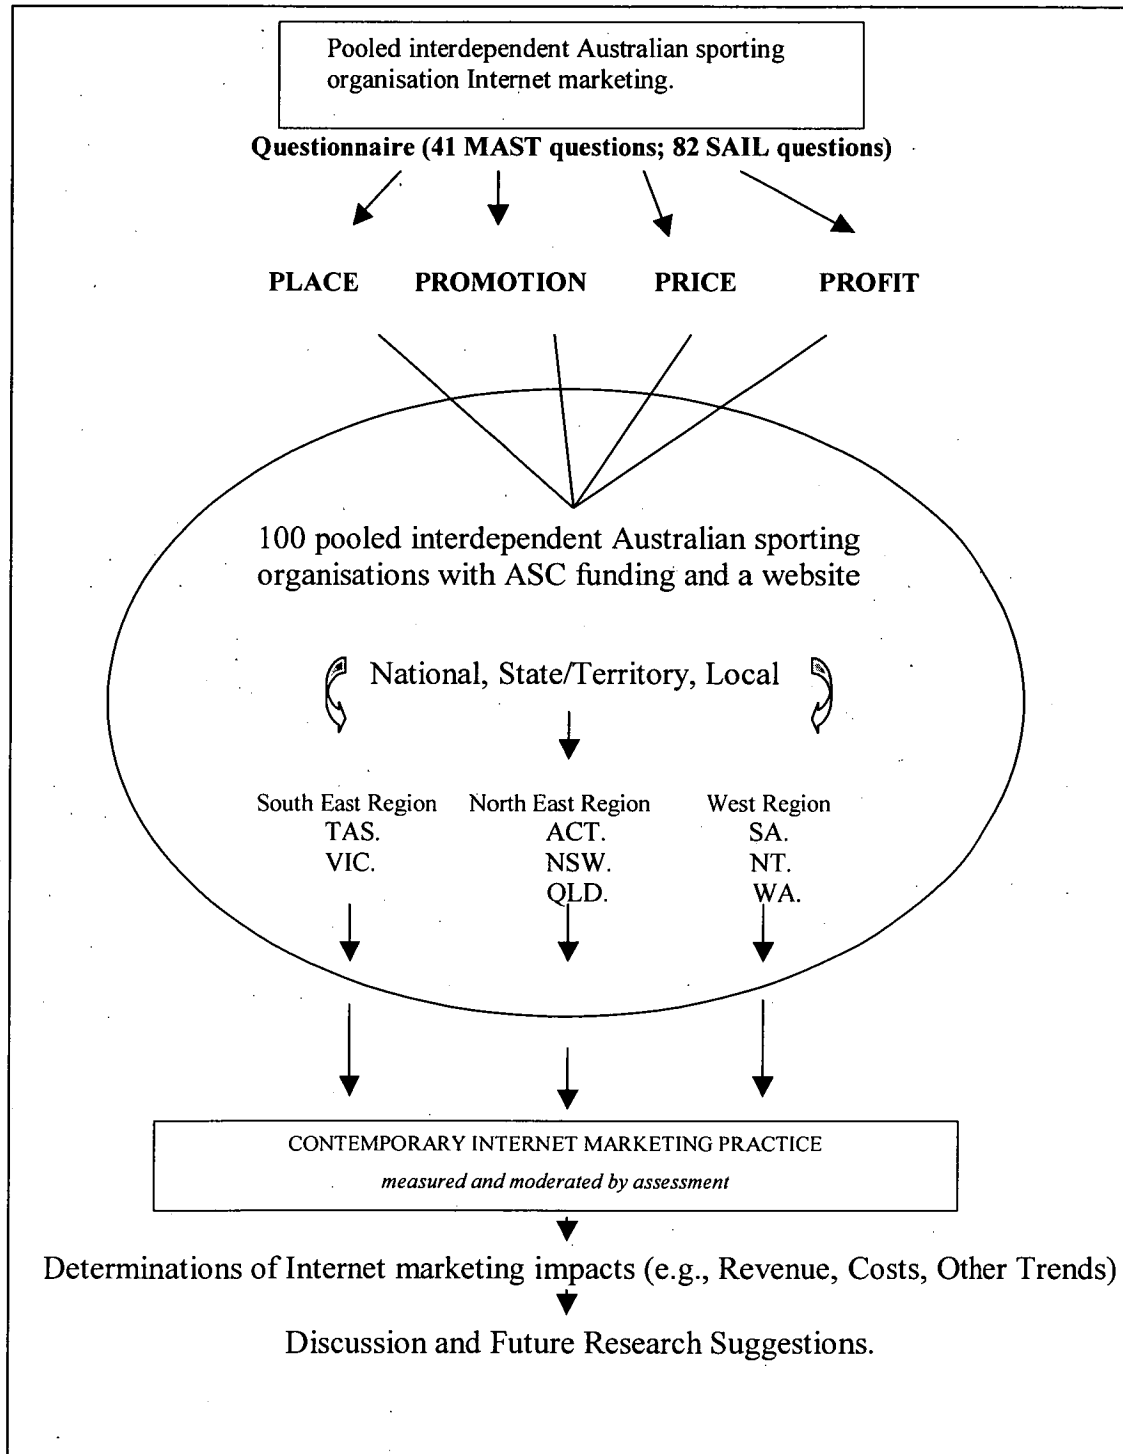 Pooled interdependent Australian sporting
organisation Internet marketing.
Questionnaire (41 MAST questions; 82 SAIL questions)
PLACE PROMOTION PRICE PROFIT
100 pooled interdependent Australian sporting
organisations with ASC funding and a website
National, State/Territory, Local
South East Region North East Region West Region
TAS. ACT. SA.
VIC. NSW. NT.
QLD. WA.
CONTEMPORARY INTERNET MARKETING PRACTICE
measured and moderated by assessment
Determinations of Internet marketing impacts (e.g., Revenue, Costs, Other Trends)
Discussion and Future Research Suggestions.